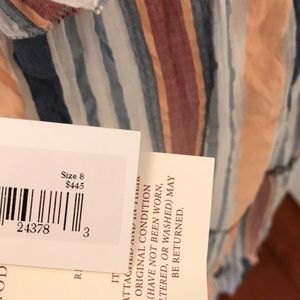 Size 8
$445
24378 3
ATTACHED AND IN THEIR
ORIGINAL CONDITION
(HAVE NOT BEEN WORN,
OR WASHED) MAY
BE RETURNED.